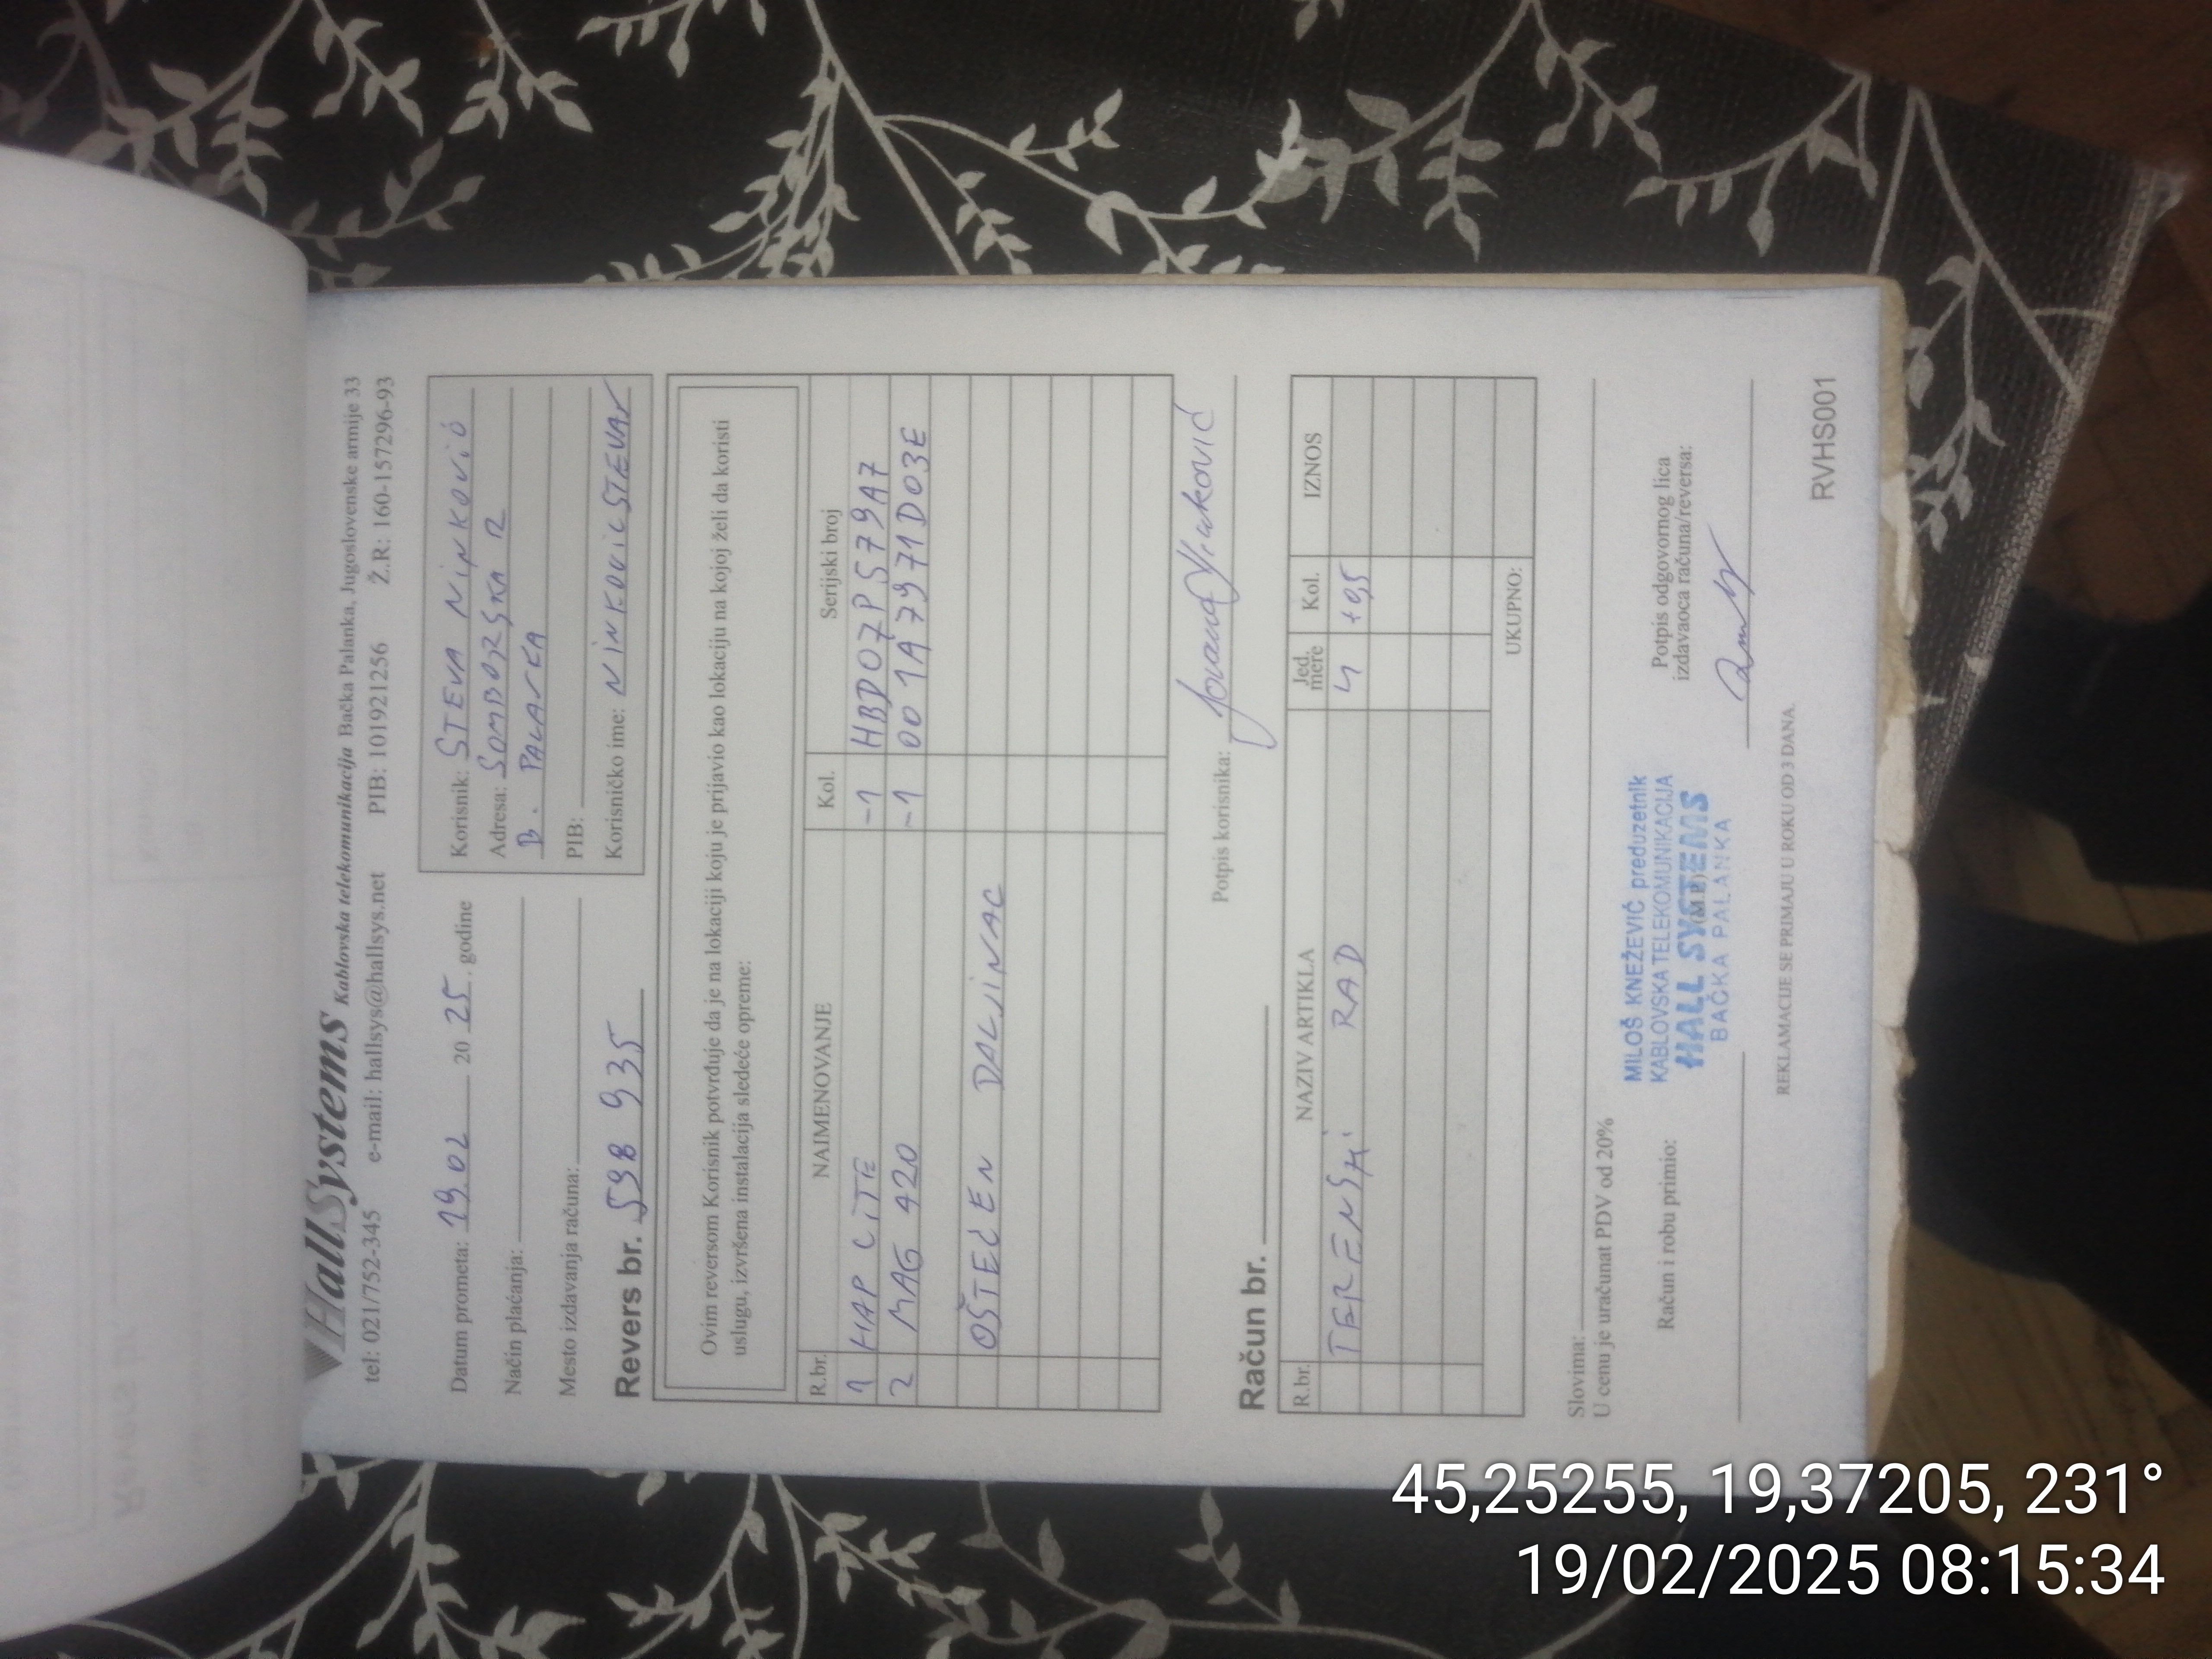 HallSystems Kablovska telekomunikacija Bačka Palanka, Jugoslovenske armije 33
tel: 021/752-345 e-mail: hallsys@hallsys.net PIB: 101921256 Ž.R: 160-157296-93
Datum prometa: 19.02 20 25. godine
Način plaćanja:
Mesto izdavanja računa:
Revers br. 598 935
Korisnik: STEVA NINKOVIĆ
Adresa: SOMBORSKA 12
B. PALANKA
PIB:
Korisničko ime: NINKOVICSTEVAN
Ovim reversom Korisnik potvrđuje da je na lokaciji koju je prijavio kao lokaciju na kojoj želi da koristi
uslugu, izvršena instalacija sledeće opreme:
R.br. NAIMENOVANJE Kol. Serijski broj
1 HAP LITE -1 HBD07P579A7
2 MAG 420 -1 001A7971D03E
OŠTEĆEN DALJINAC
Potpis korisnika:
Račun br.
R.br. NAZIV ARTIKLA Jed. mere Kol. IZNOS
TERENSKI RAD h +0,5
UKUPNO:
Slovima:
U cenu je uračunat PDV od 20%
Račun i robu primio:
MILOŠ KNEŽEVIĆ preduzetnik
KABLOVSKA TELEKOMUNIKACIJA
HALL SYSTEMS
(M.P.)
BAČKA PALANKA
Potpis odgovornog lica
izdavaoca računa/reversa:
REKLAMACIJE SE PRIMAJU U ROKU OD 3 DANA.
RVHS001
45,25255, 19,37205, 231°
19/02/2025 08:15:34